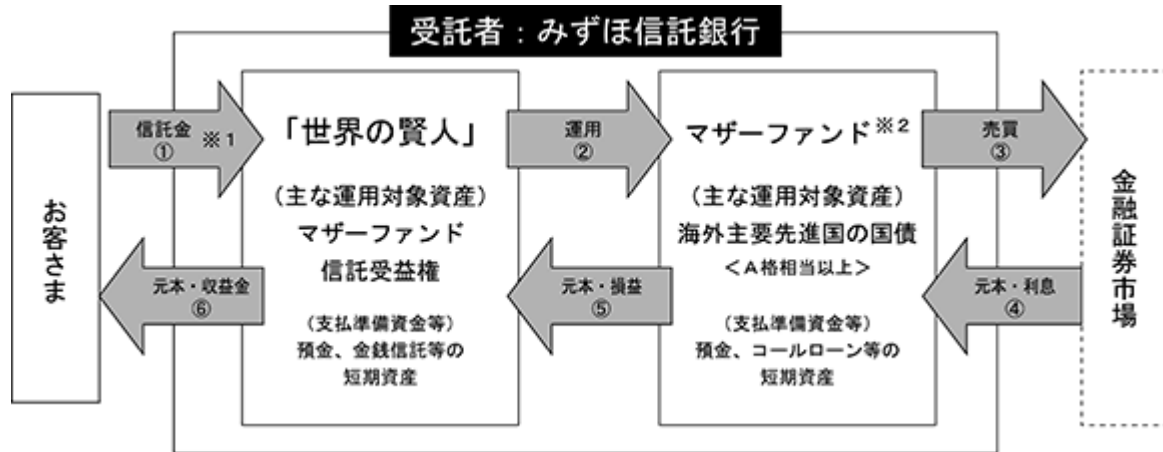 受託者：みずほ信託銀行
お客さま
信託金 ※1
①
「世界の賢人」
（主な運用対象資産）
マザーファンド
信託受益権
（支払準備資金等）
預金、金銭信託等の
短期資産
運用
②
マザーファンド※2
（主な運用対象資産）
海外主要先進国の国債
＜A格相当以上＞
（支払準備資金等）
預金、コールローン等の
短期資産
売買
③
金融証券市場
元本・利息
④
元本・損益
⑤
元本・収益金
⑥